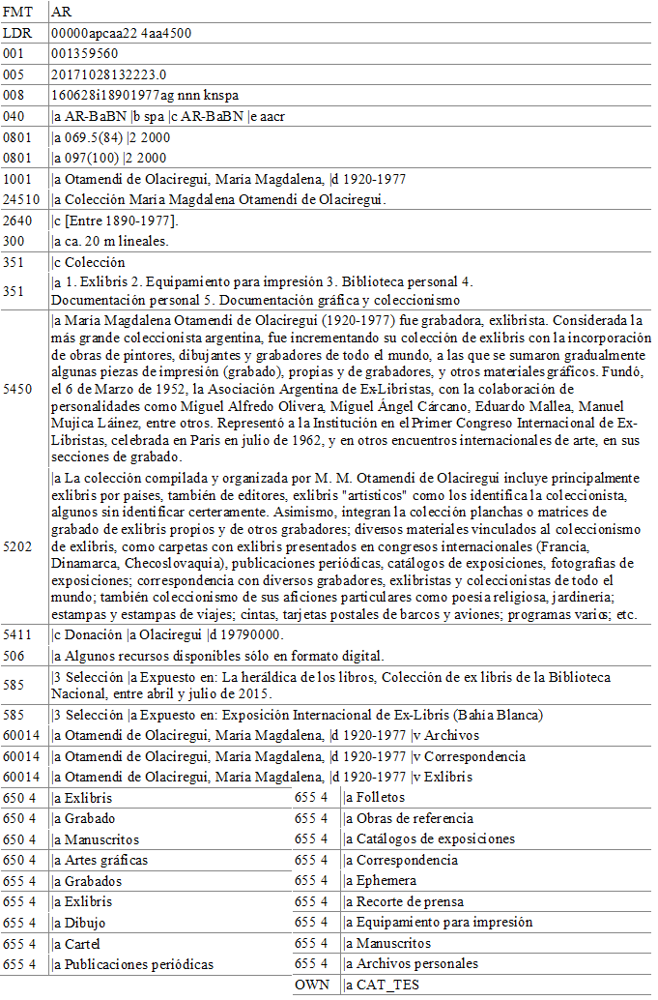 FMT AR
LDR 00000apcaa22 4aa4500
001 001359560
005 20171028132223.0
008 160628i18901977ag nnn knspa
040 |a AR-BaBN |b spa |c AR-BaBN |e aacr
0801 |a 069.5(84) |2 2000
0801 |a 097(100) |2 2000
1001 |a Otamendi de Olaciregui, María Magdalena, |d 1920-1977
24510 |a Colección María Magdalena Otamendi de Olaciregui.
2640 |c [Entre 1890-1977].
300 |a ca. 20 m lineales.
351 |c Colección
351 |a 1. Exlibris 2. Equipamiento para impresión 3. Biblioteca personal 4.
Documentación personal 5. Documentación gráfica y coleccionismo
5450 |a María Magdalena Otamendi de Olaciregui (1920-1977) fue grabadora, exlibrista. Considerada la
más grande coleccionista argentina, fue incrementando su colección de exlibris con la incorporación
de obras de pintores, dibujantes y grabadores de todo el mundo, a las que se sumaron gradualmente
algunas piezas de impresión (grabado), propias y de grabadores, y otros materiales gráficos. Fundó,
el 6 de Marzo de 1952, la Asociación Argentina de Ex-Libristas, con la colaboración de
personalidades como Miguel Alfredo Olivera, Miguel Ángel Cárcano, Eduardo Mallea, Manuel
Mujica Láinez, entre otros. Representó a la Institución en el Primer Congreso Internacional de Ex-
Libristas, celebrada en Paris en julio de 1962, y en otros encuentros internacionales de arte, en sus
secciones de grabado.
5202 |a La colección compilada y organizada por M. M. Otamendi de Olaciregui incluye principalmente
exlibris por países, también de editores, exlibris "artísticos" como los identifica la coleccionista,
algunos sin identificar certeramente. Asimismo, integran la colección planchas o matrices de
grabado de exlibris propios y de otros grabadores; diversos materiales vinculados al coleccionismo
de exlibris, como carpetas con exlibris presentados en congresos internacionales (Francia,
Dinamarca, Checoslovaquia), publicaciones periódicas, catálogos de exposiciones, fotografías de
exposiciones; correspondencia con diversos grabadores, exlibristas y coleccionistas de todo el
mundo; también coleccionismo de sus aficiones particulares como poesía religiosa, jardinería;
estampas y estampas de viajes; cintas, tarjetas postales de barcos y aviones; programas varios; etc.
5411 |c Donación |a Olaciregui |d 19790000.
506 |a Algunos recursos disponibles sólo en formato digital.
585 |3 Selección |a Expuesto en: La heráldica de los libros, Colección de ex libris de la Biblioteca
Nacional, entre abril y julio de 2015.
585 |3 Selección |a Expuesto en: Exposición Internacional de Ex-Libris (Bahía Blanca)
60014 |a Otamendi de Olaciregui, María Magdalena, |d 1920-1977 |v Archivos
60014 |a Otamendi de Olaciregui, María Magdalena, |d 1920-1977 |v Correspondencia
60014 |a Otamendi de Olaciregui, María Magdalena, |d 1920-1977 |v Exlibris
650 4 |a Exlibris
650 4 |a Grabado
650 4 |a Manuscritos
650 4 |a Artes gráficas
655 4 |a Grabados
655 4 |a Exlibris
655 4 |a Dibujo
655 4 |a Cartel
655 4 |a Publicaciones periódicas
655 4 |a Folletos
655 4 |a Obras de referencia
655 4 |a Catálogos de exposiciones
655 4 |a Correspondencia
655 4 |a Ephemera
655 4 |a Recorte de prensa
655 4 |a Equipamiento para impresión
655 4 |a Manuscritos
655 4 |a Archivos personales
OWN |a CAT_TES